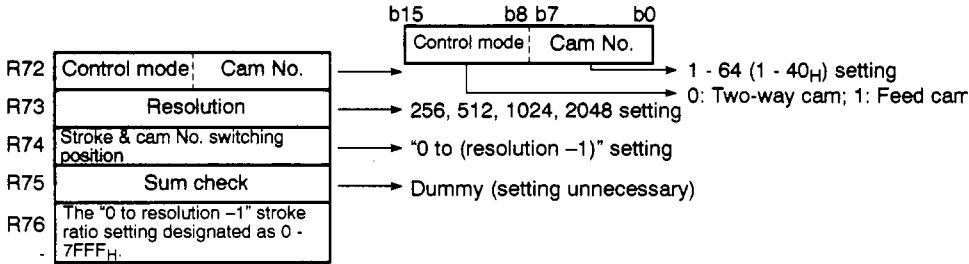 b15 b8 b7 b0
Control mode Cam No.
R72 Control mode Cam No.
1 - 64 (1 - 40H) setting
0: Two-way cam; 1: Feed cam
R73 Resolution 256, 512, 1024, 2048 setting
R74 Stroke & cam No. switching
position
“0 to (resolution –1)” setting
R75 Sum check Dummy (setting unnecessary)
R76 The “0 to resolution –1” stroke
ratio setting designated as 0 -
7FFFH.
-